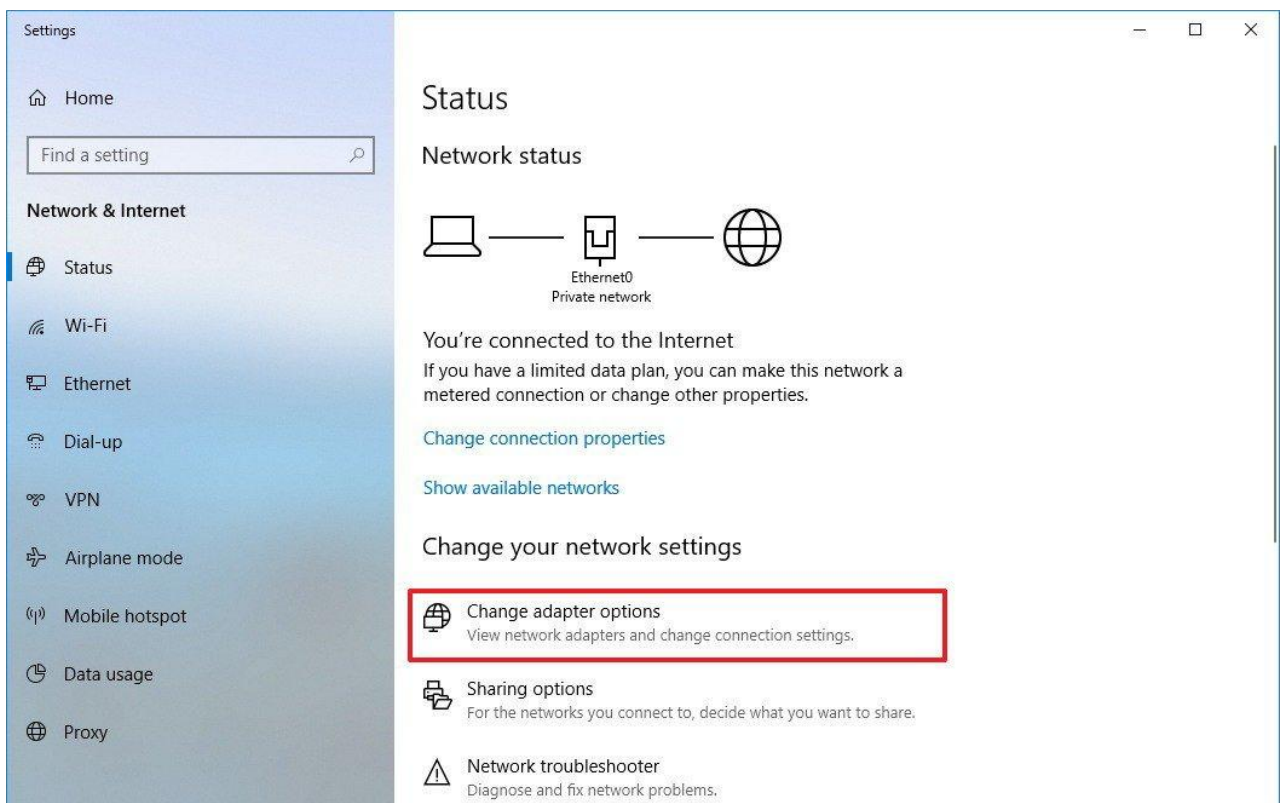 Settings
Home
Find a setting
Network & Internet
Status
Wi-Fi
Ethernet
Dial-up
VPN
Airplane mode
Mobile hotspot
Data usage
Proxy
Status
Network status
Ethernet0
Private network
You're connected to the Internet
If you have a limited data plan, you can make this network a
metered connection or change other properties.
Change connection properties
Show available networks
Change your network settings
Change adapter options
View network adapters and change connection settings.
Sharing options
For the networks you connect to, decide what you want to share.
Network troubleshooter
Diagnose and fix network problems.